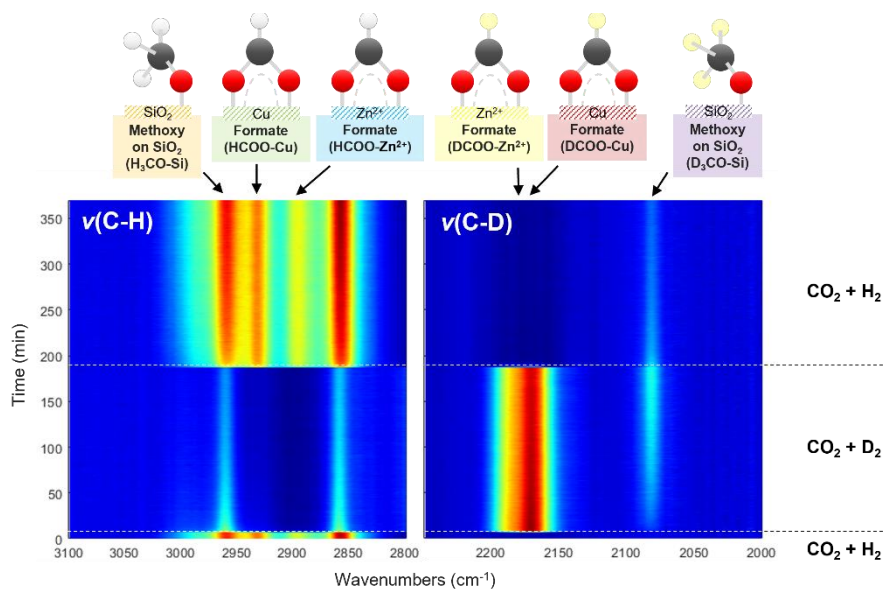 SiO₂
Methoxy
on SiO₂
(H₃CO-Si)
Cu
Formate
(HCOO-Cu)
Zn²⁺
Formate
(HCOO-Zn²⁺)
Zn²⁺
Formate
(DCOO-Zn²⁺)
Cu
Formate
(DCOO-Cu)
SiO₂
Methoxy
on SiO₂
(D₃CO-Si)
ν(C-H)
ν(C-D)
CO₂ + H₂
CO₂ + D₂
CO₂ + H₂
Time (min)
350
300
250
200
150
100
50
0
3100 3050 3000 2950 2900 2850 2800
2200 2150 2100 2050 2000
Wavenumbers (cm⁻¹)